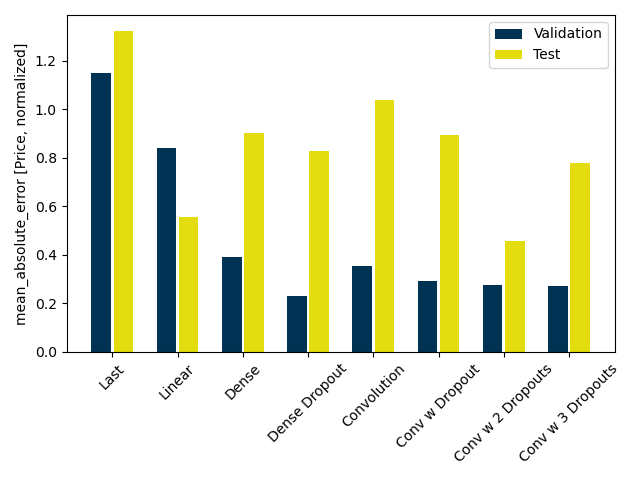 Validation
Test
mean_absolute_error [Price, normalized]
1.2
1.0
0.8
0.6
0.4
0.2
0.0
Last
Linear
Dense
Dense Dropout
Convolution
Conv w Dropout
Conv w 2 Dropouts
Conv w 3 Dropouts